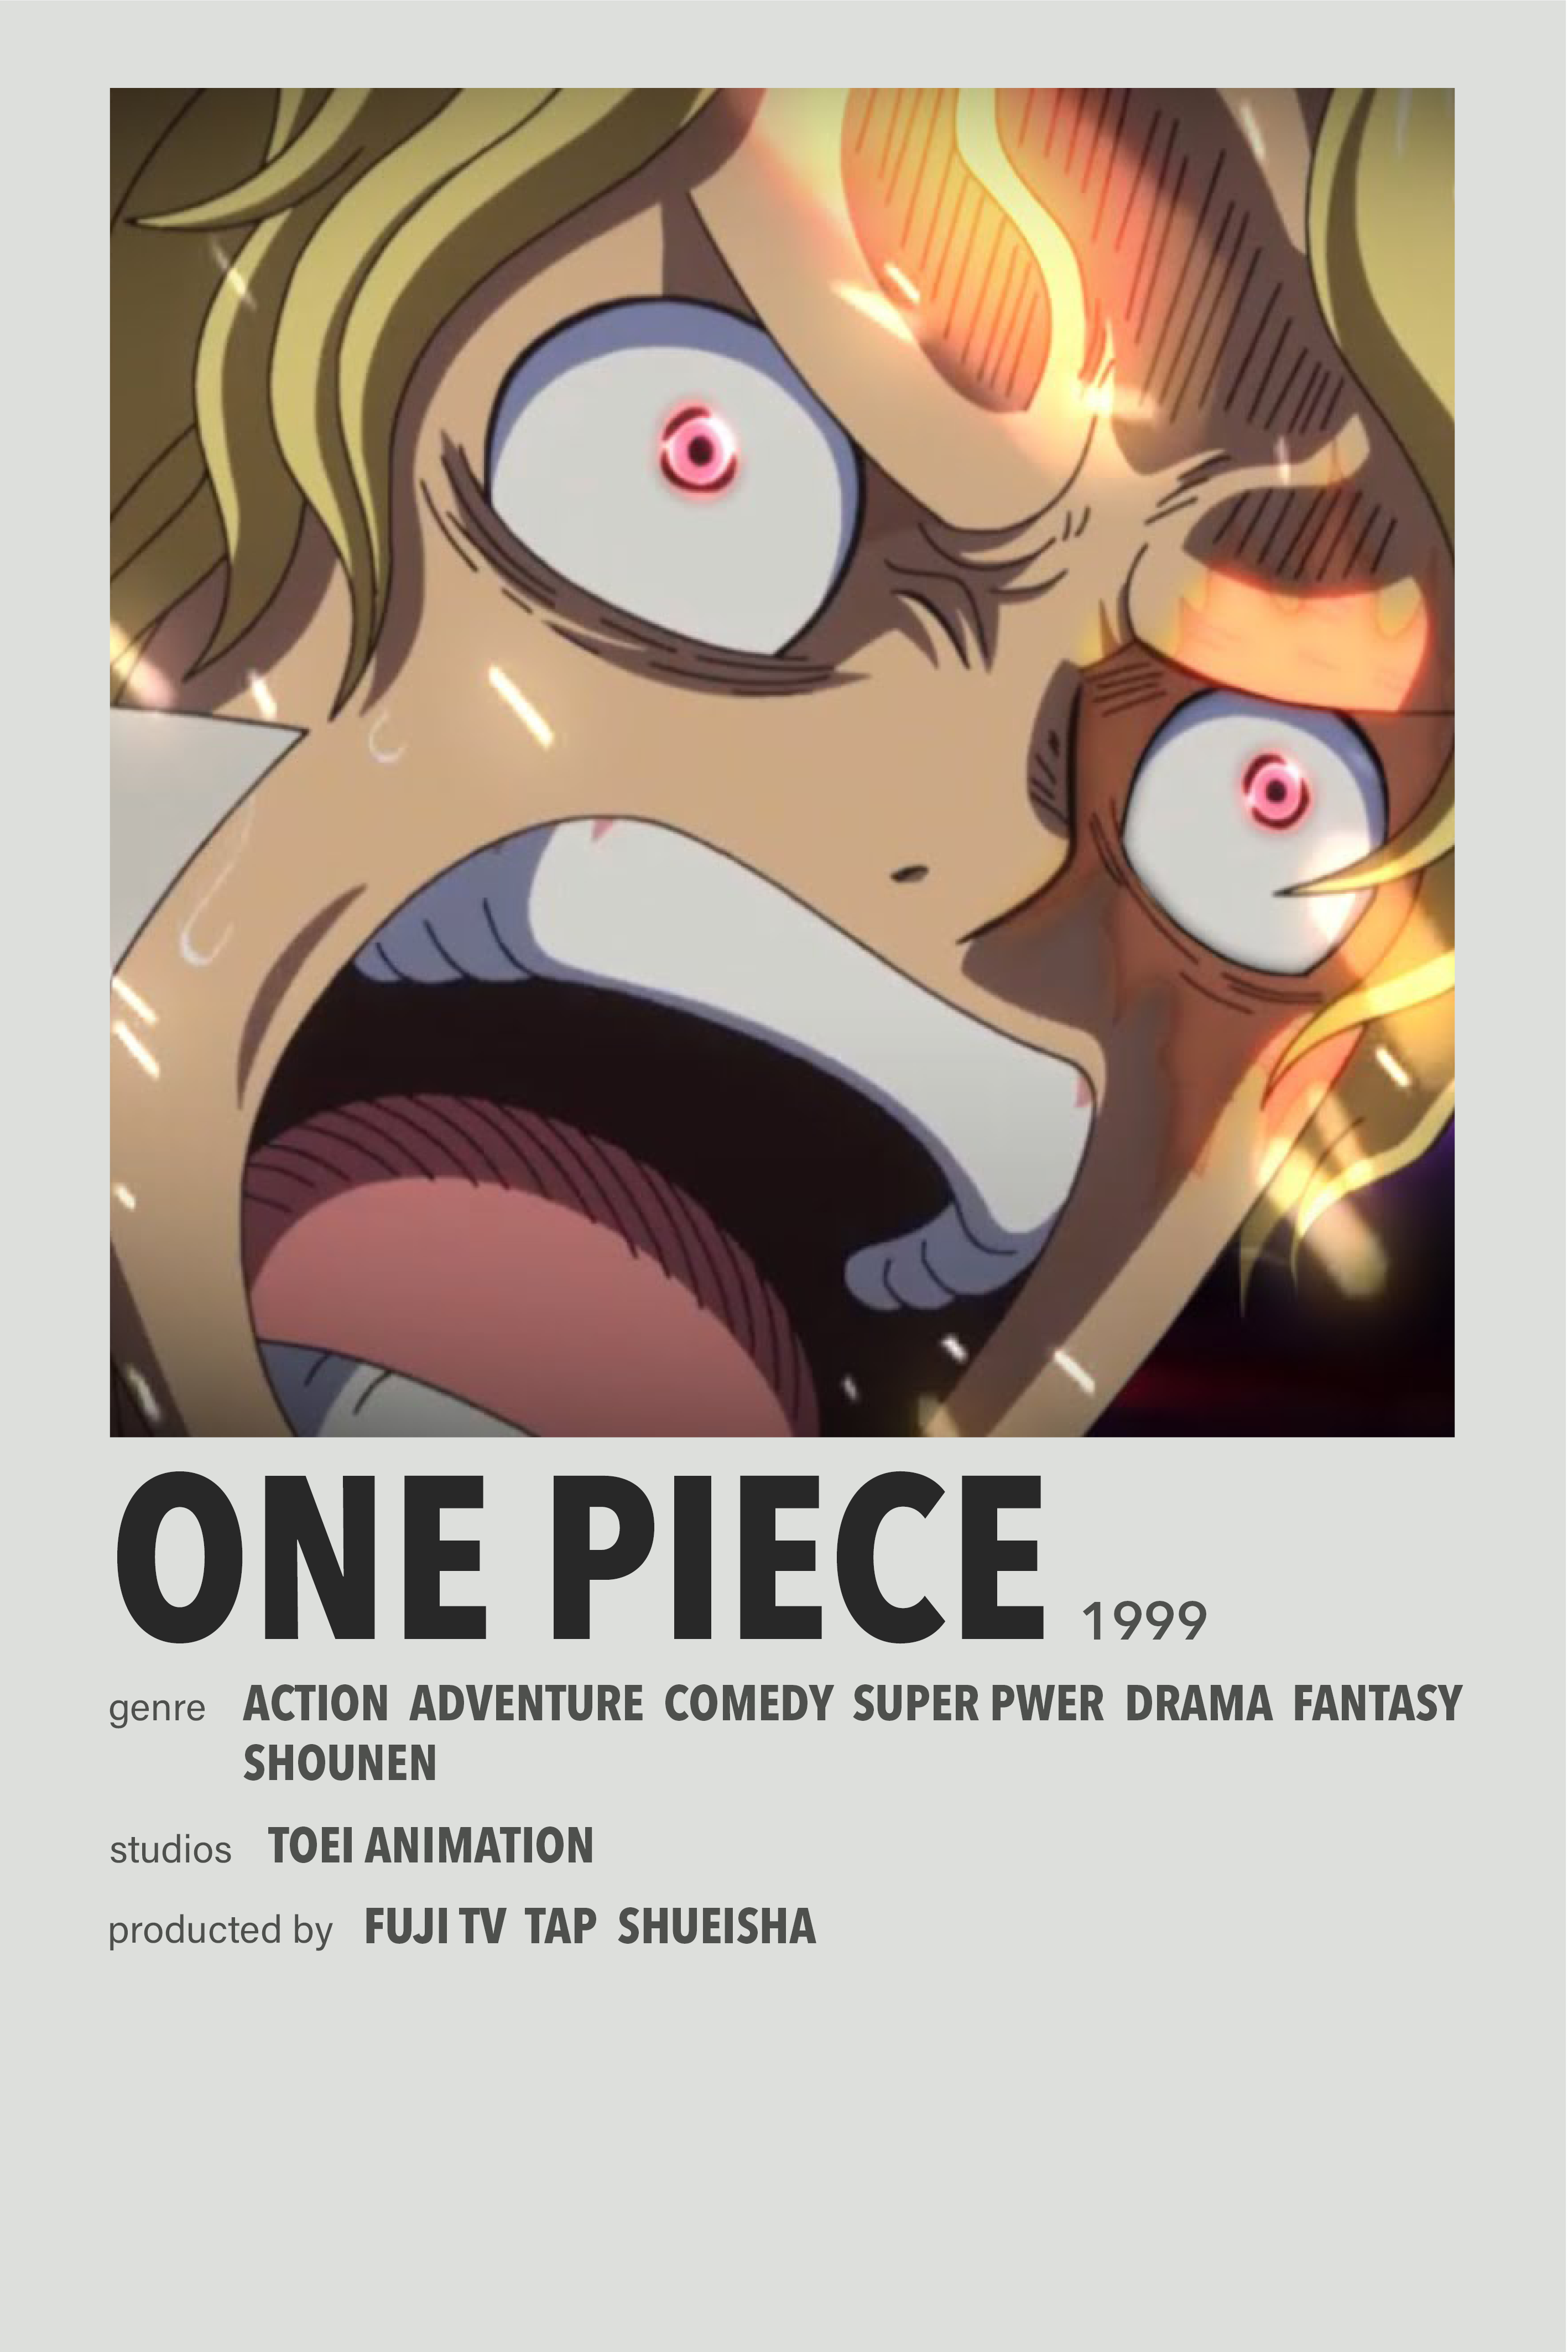 ONE PIECE 1999
genre ACTION ADVENTURE COMEDY SUPER PWER DRAMA FANTASY
SHOUNEN
studios TOEI ANIMATION
producted by FUJI TV TAP SHUEISHA